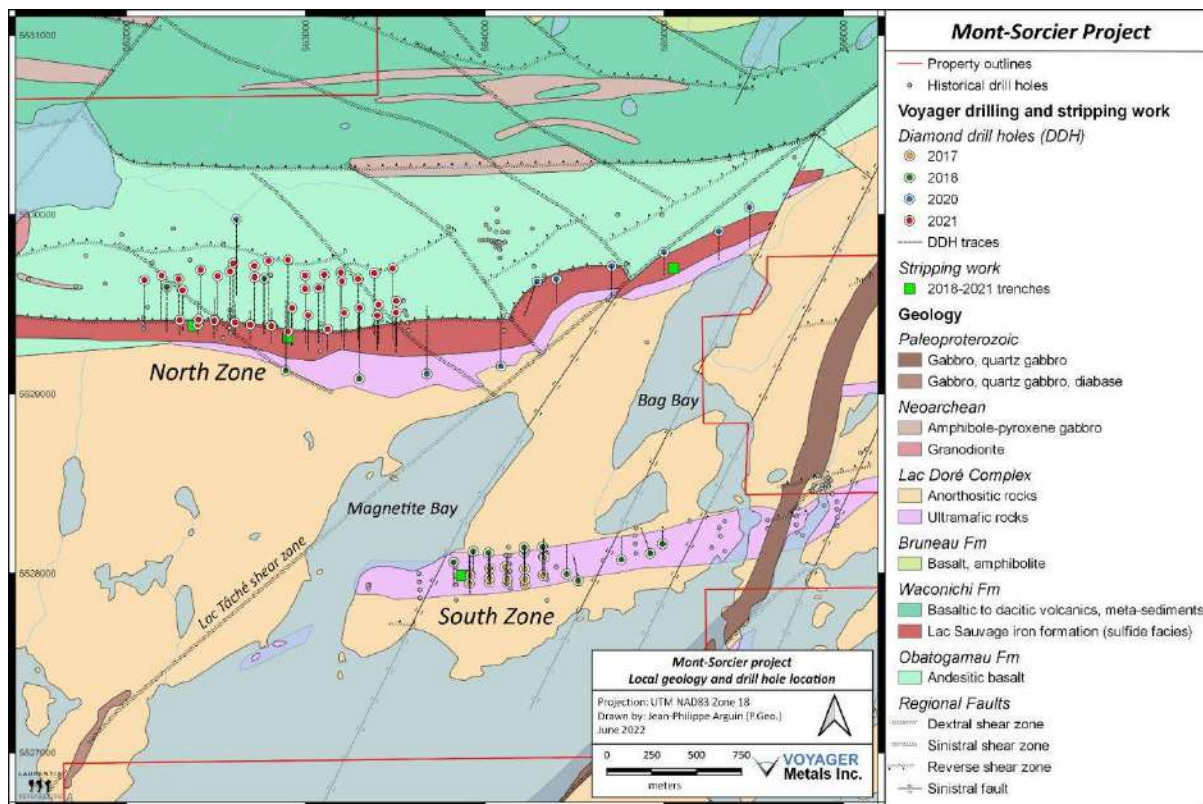 Mont-Sorcier Project
Property outlines
Historical drill holes
Voyager drilling and stripping work
Diamond drill holes (DDH)
2017
2018
2020
2021
DDH traces
Stripping work
2018-2021 trenches
Geology
Paleoproterozoic
Gabbro, quartz gabbro
Gabbro, quartz gabbro, diabase
Neoarchean
Amphibole-pyroxene gabbro
Granodiorite
Lac Doré Complex
Anorthositic rocks
Ultramafic rocks
Bruneau Fm
Basalt, amphibolite
Waconichi Fm
Basaltic to dacitic volcanics, meta-sediments
Lac Sauvage iron formation (sulfide facies)
Obatogamau Fm
Andesitic basalt
Regional Faults
Dextral shear zone
Sinistral shear zone
Reverse shear zone
Sinistral fault
5531000
5530000
5529000
5528000
5527000
North Zone
Bag Bay
Magnetite Bay
Lac Tâché shear zone
South Zone
Mont-Sorcier project
Local geology and drill hole location
Projection: UTM NAD83 Zone 18
Drawn by: Jean-Philippe Arguin (P.Geo.)
June 2022
0 250 500 750
meters
VOYAGER
Metals Inc.